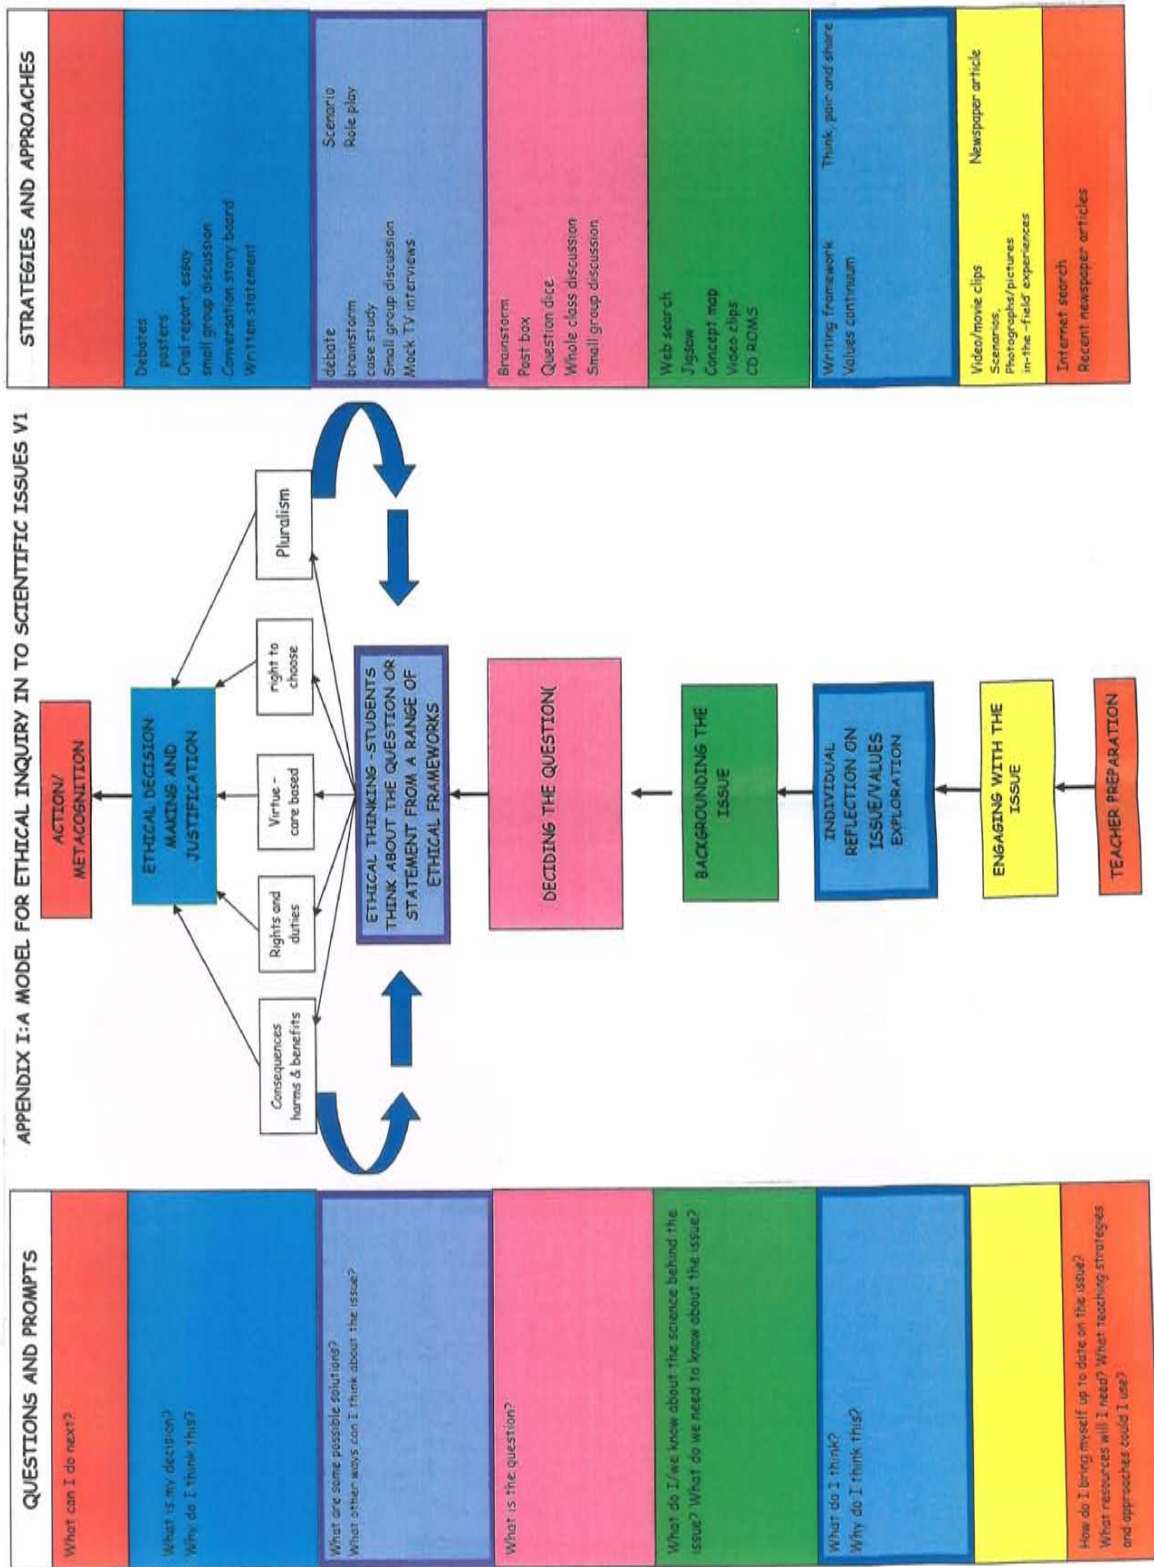 APPENDIX I:A MODEL FOR ETHICAL INQUIRY IN TO SCIENTIFIC ISSUES V1
QUESTIONS AND PROMPTS
What can I do next?
What is my decision?
Why do I think this?
What are some possible solutions?
What other ways can I think about the issue?
What is the question?
What do I/we know about the science behind the
issue? What do we need to know about the issue?
What do I think?
Why do I think this?
How do I bring myself up to date on the issue?
What resources will I need? What teaching strategies
and approaches could I use?
ACTION/
METACOGNITION
ETHICAL DECISION
MAKING AND
JUSTIFICATION
Consequences
harms & benefits
Rights and
duties
Virtue -
care based
right to
choose
Pluralism
ETHICAL THINKING -STUDENTS
THINK ABOUT THE QUESTION OR
STATEMENT FROM A RANGE OF
ETHICAL FRAMEWORKS
DECIDING THE QUESTION(
BACKGROUNDING THE
ISSUE
INDIVIDUAL
REFLECTION ON
ISSUE/VALUES
EXPLORATION
ENGAGING WITH THE
ISSUE
TEACHER PREPARATION
STRATEGIES AND APPROACHES
Debates
posters
Oral report, essay
small group discussion
Conversation story board
Written statement
debate Scenario
brainstorm Role play
case study
Small group discussion
Mock TV interviews
Brainstorm
Post box
Question dice
Whole class discussion
Small group discussion
Web search
Jigsaw
Concept map
Video clips
CD ROMS
Writing framework Think, pair and share
Values continuum
Video/movie clips Newspaper article
Scenarios,
Photographs/pictures
in-the -field' experiences
Internet search
Recent newspaper articles